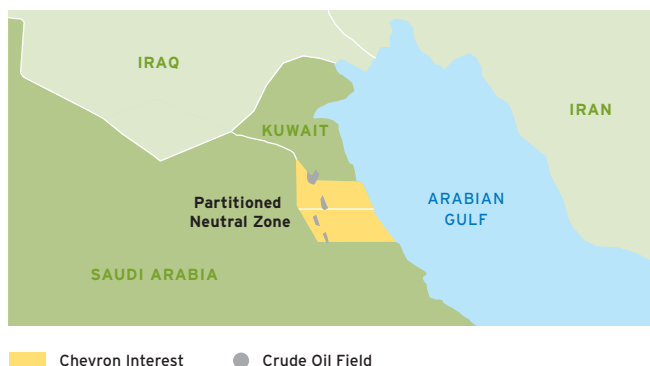 IRAQ
IRAN
KUWAIT
Partitioned
Neutral Zone
ARABIAN
GULF
SAUDI ARABIA
Chevron Interest
Crude Oil Field